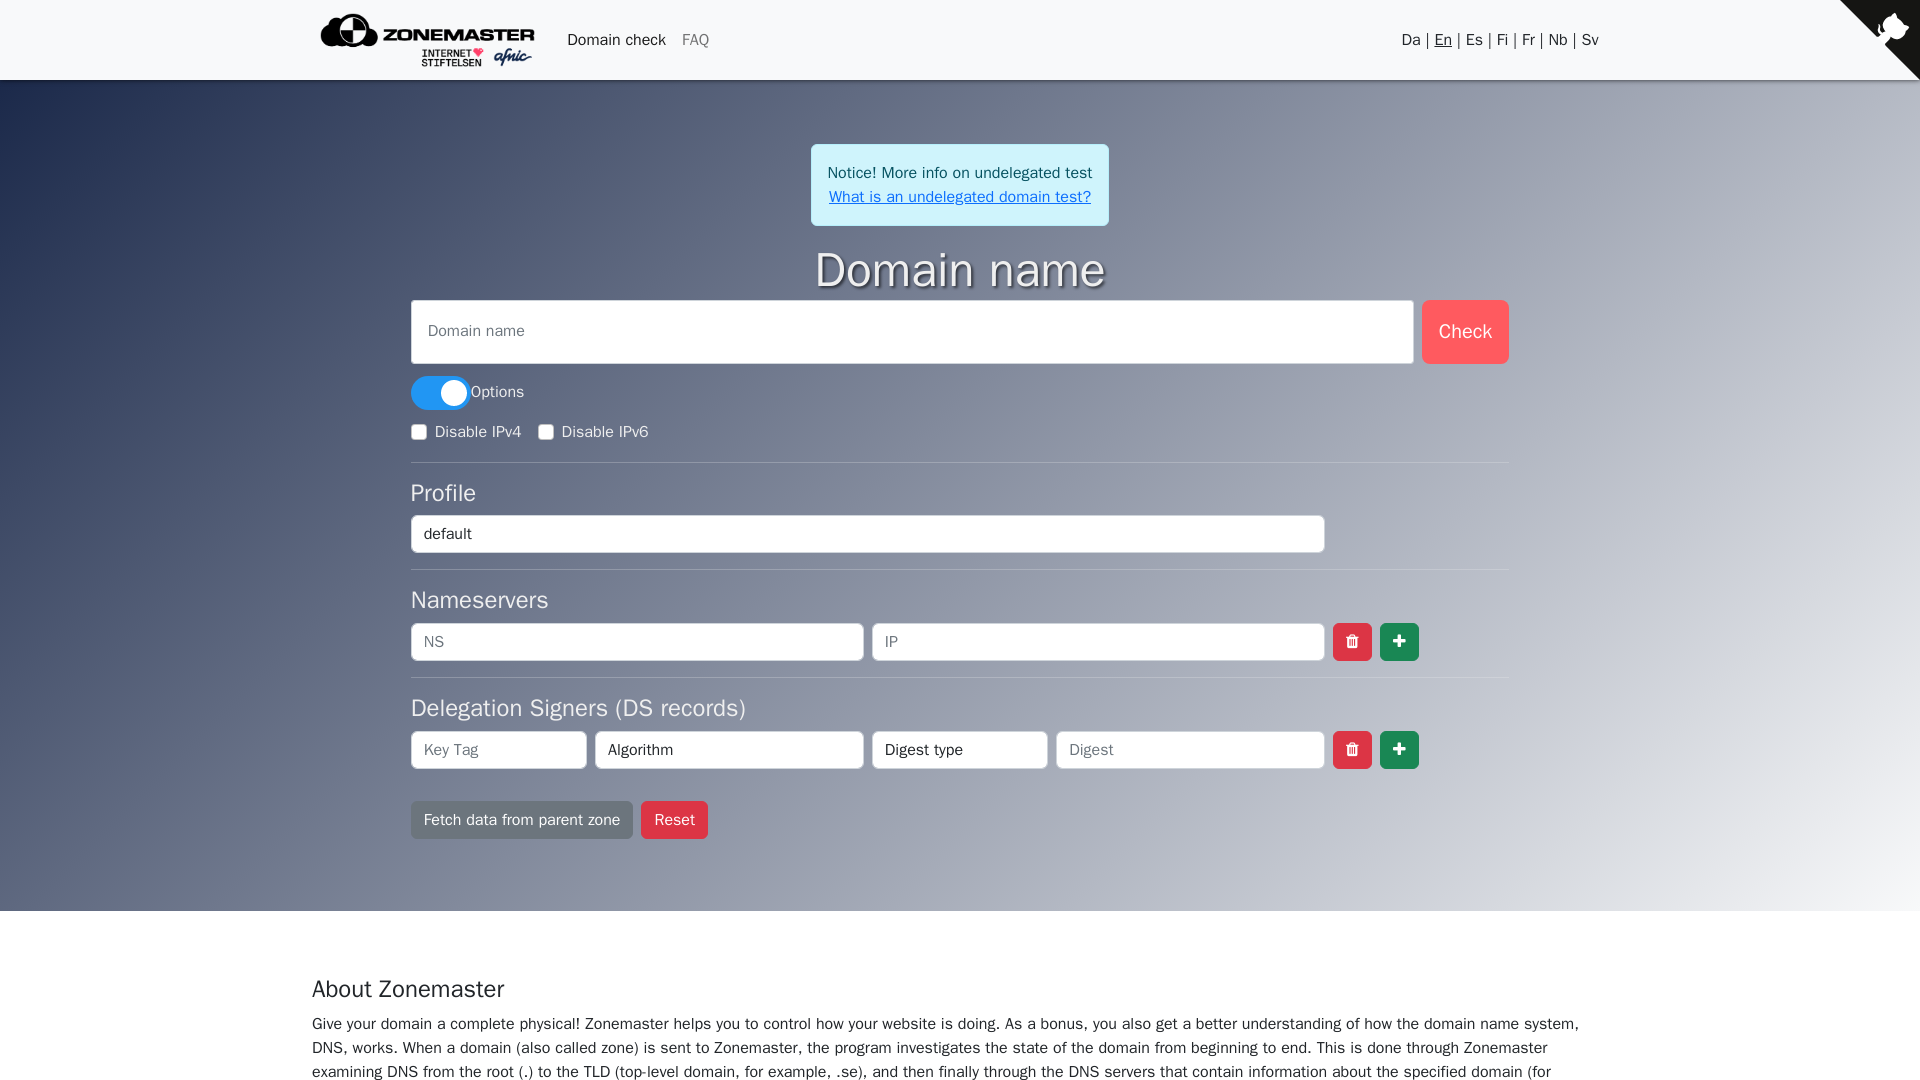 ZONEMASTER
INTERNET
STIFTELSEN afnic
Domain check FAQ
Da | En | Es | Fi | Fr | Nb | Sv
Notice! More info on undelegated test
What is an undelegated domain test?
Domain name
Domain name
Check
Options
Disable IPv4 Disable IPv6
Profile
default
Nameservers
NS IP
Delegation Signers (DS records)
Key Tag Algorithm Digest type Digest
Fetch data from parent zone Reset
About Zonemaster
Give your domain a complete physical! Zonemaster helps you to control how your website is doing. As a bonus, you also get a better understanding of how the domain name system,
DNS, works. When a domain (also called zone) is sent to Zonemaster, the program investigates the state of the domain from beginning to end. This is done through Zonemaster
examining DNS from the root (.) to the TLD (top-level domain, for example, .se), and then finally through the DNS servers that contain information about the specified domain (for